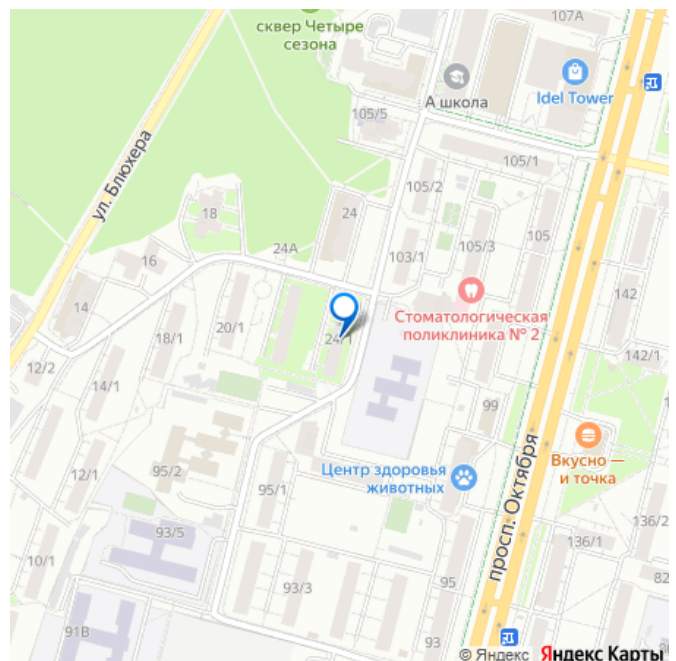 107А
сквер Четыре
сезона
А школа
Idel Tower
105/5
105/1
ул. Блюхера
105/2
18
24
105/3
105
24А
103/1
16
142
14
Стоматологическая
поликлиника № 2
20/1
18/1
24/1
142/1
12/2
14/1
99
просп. Октября
Вкусно —
и точка
95/2
12/1
Центр здоровья
животных
95/1
93/5
136/2
136/1
10/1
82
93/3
95
91В
93
© Яндекс Яндекс Карты